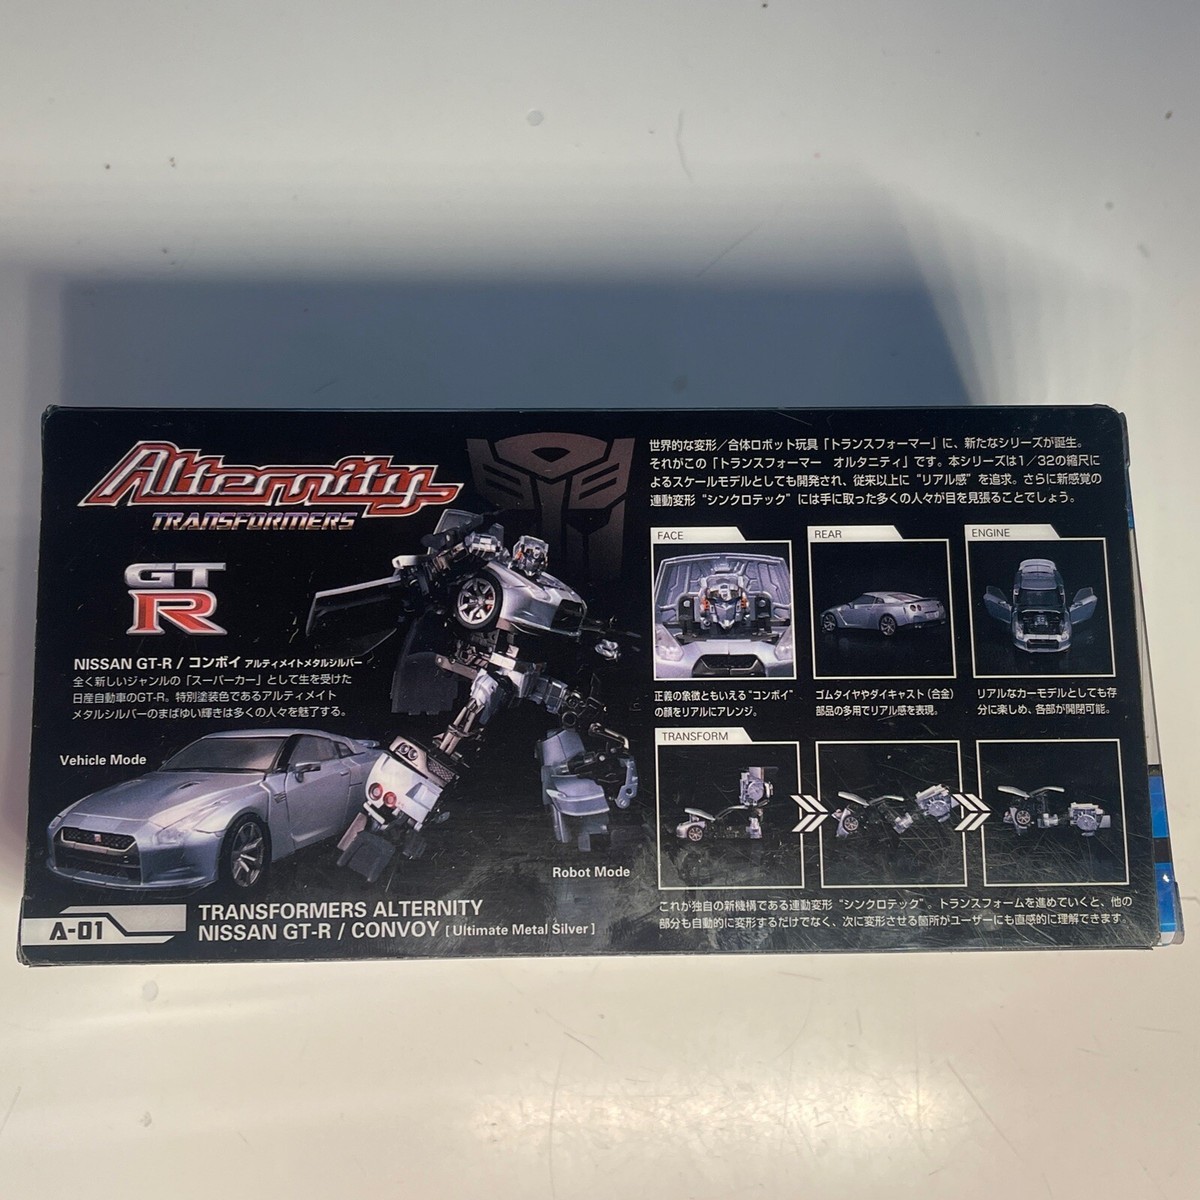 Alternity
TRANSFORMERS
GT
R
NISSAN GT-R / コンボイ アルティメイトメタルシルバー
全く新しいジャンルの「スーパーカー」として生を受けた
日産自動車のGT-R。特別塗装色であるアルティメイト
メタルシルバーのまばゆい輝きは多くの人々を魅了する。
Vehicle Mode
Robot Mode
A-01
TRANSFORMERS ALTERNITY
NISSAN GT-R / CONVOY [ Ultimate Metal Silver ]
世界的な変形／合体ロボット玩具「トランスフォーマー」に、新たなシリーズが誕生。
それがこの「トランスフォーマー　オルタニティ」です。本シリーズは1／32の縮尺に
よるスケールモデルとしても開発され、従来以上に“リアル感”を追求。さらに新感覚の
連動変形“シンクロテック”には手に取った多くの人々が目を見張ることでしょう。
FACE
正義の象徴ともいえる“コンボイ”
の顔をリアルにアレンジ。
REAR
ゴムタイヤやダイキャスト（合金）
部品の多用でリアル感を表現。
ENGINE
リアルなカーモデルとしても存
分に楽しめ、各部が開閉可能。
TRANSFORM
これが独自の新機構である連動変形“シンクロテック”。トランスフォームを進めていくと、他の
部分も自動的に変形するだけでなく、次に変形させる箇所がユーザーにも直感的に理解できます。